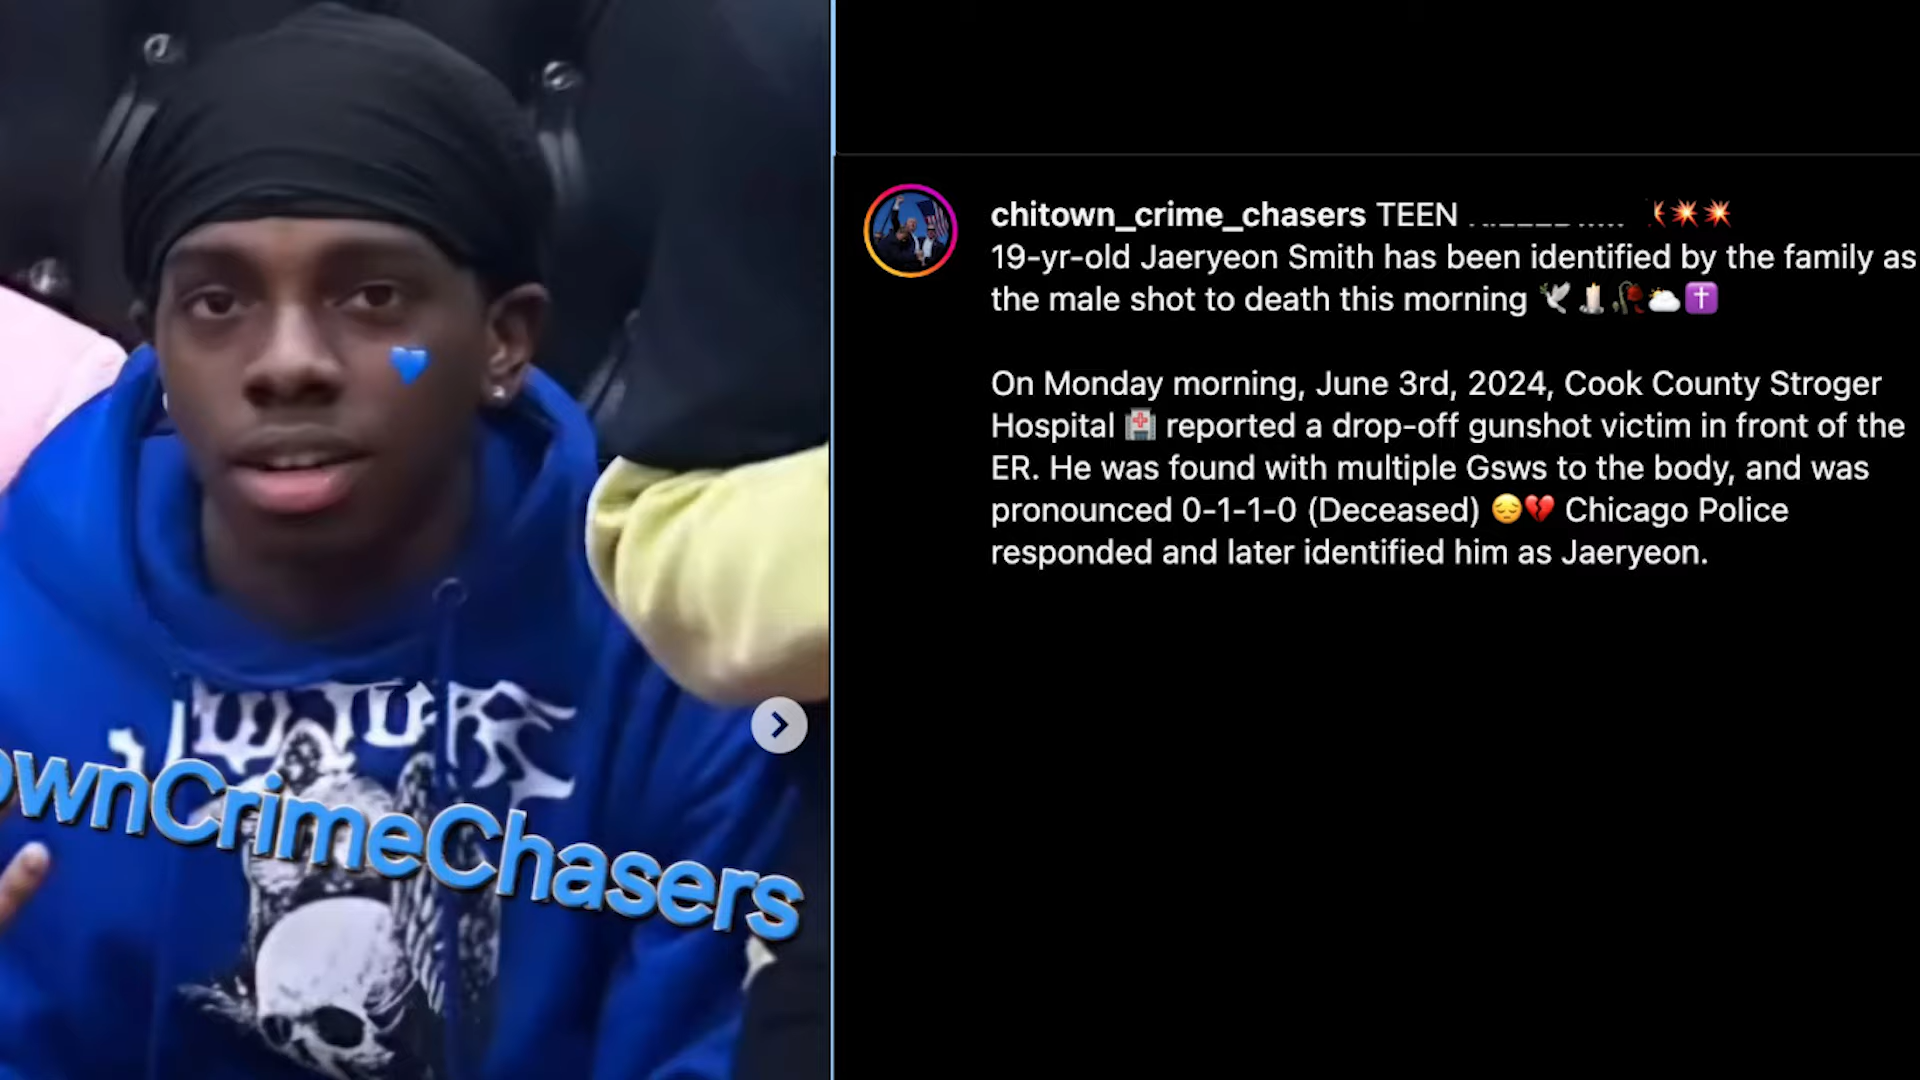 ownCrimeChasers
chitown_crime_chasers TEEN 💥💥
19-yr-old Jaeryeon Smith has been identified by the family as
the male shot to death this morning 🕊️🕯️🥀🌥️✝️
On Monday morning, June 3rd, 2024, Cook County Stroger
Hospital 🏥 reported a drop-off gunshot victim in front of the
ER. He was found with multiple Gsws to the body, and was
pronounced 0-1-1-0 (Deceased) 😔💔 Chicago Police
responded and later identified him as Jaeryeon.